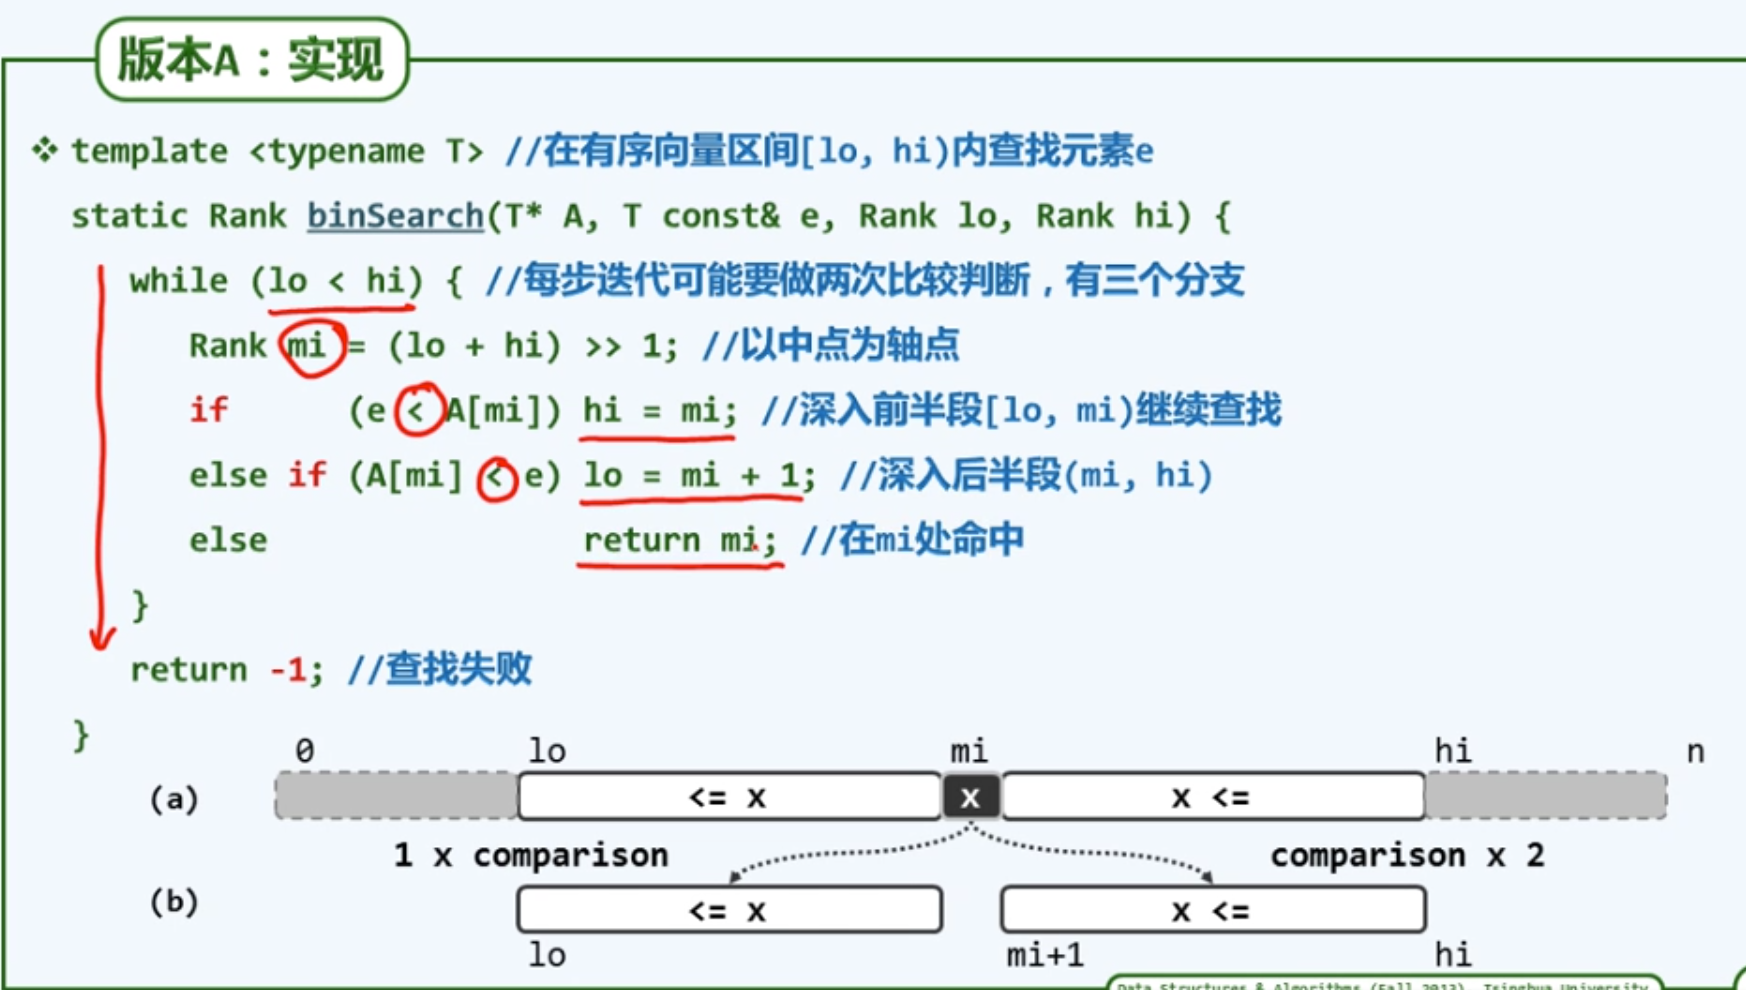 版本A：实现
❖ template <typename T> //在有序向量区间[lo, hi)内查找元素e
static Rank binSearch(T* A, T const& e, Rank lo, Rank hi) {
while (lo < hi) { //每步迭代可能要做两次比较判断，有三个分支
Rank mi = (lo + hi) >> 1; //以中点为轴点
if (e < A[mi]) hi = mi; //深入前半段[lo, mi)继续查找
else if (A[mi] < e) lo = mi + 1; //深入后半段(mi, hi)
else return mi; //在mi处命中
}
return -1; //查找失败
}
0 lo mi hi n
(a) <= x x x <=
1 x comparison comparison x 2
(b) <= x x <=
lo mi+1 hi
Data Structures & Algorithms (Fall 2013), Tsinghua University